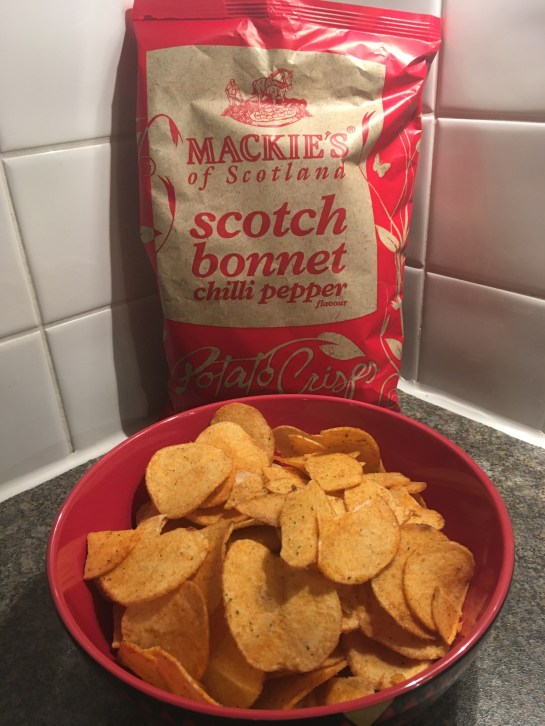 MACKIE'S®
of Scotland
scotch
bonnet
chilli pepper
flavour
Potato Crisps